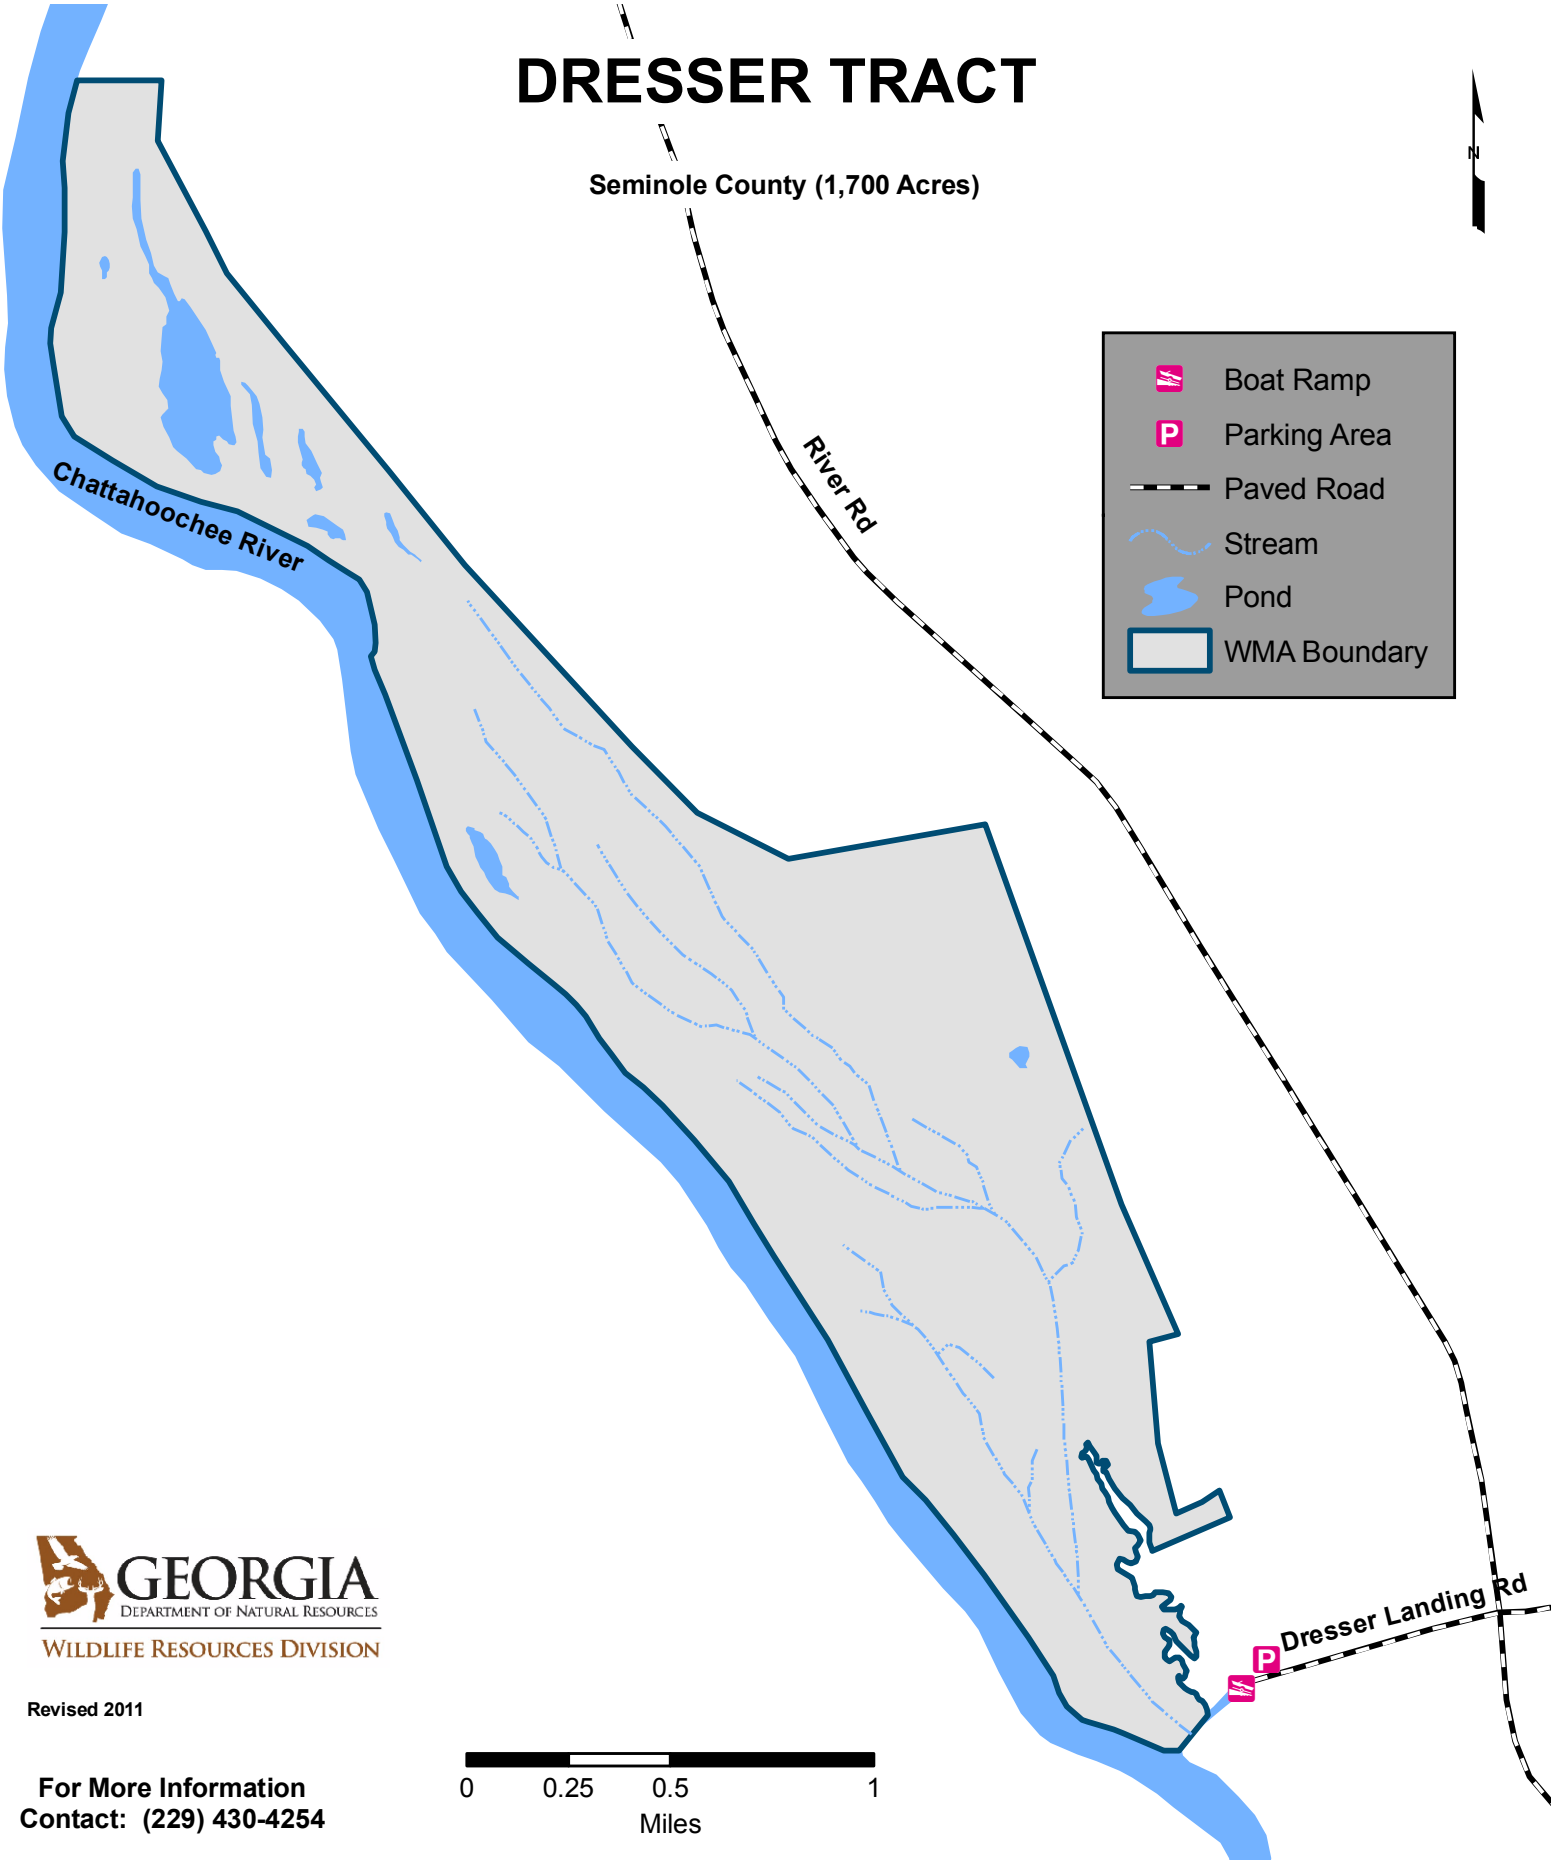 DRESSER TRACT
Seminole County (1,700 Acres)
N
Boat Ramp
P Parking Area
Paved Road
Stream
Pond
WMA Boundary
River Rd
Chattahoochee River
Dresser Landing Rd
P
GEORGIA
DEPARTMENT OF NATURAL RESOURCES
WILDLIFE RESOURCES DIVISION
Revised 2011
For More Information
Contact: (229) 430-4254
0 0.25 0.5 1
Miles